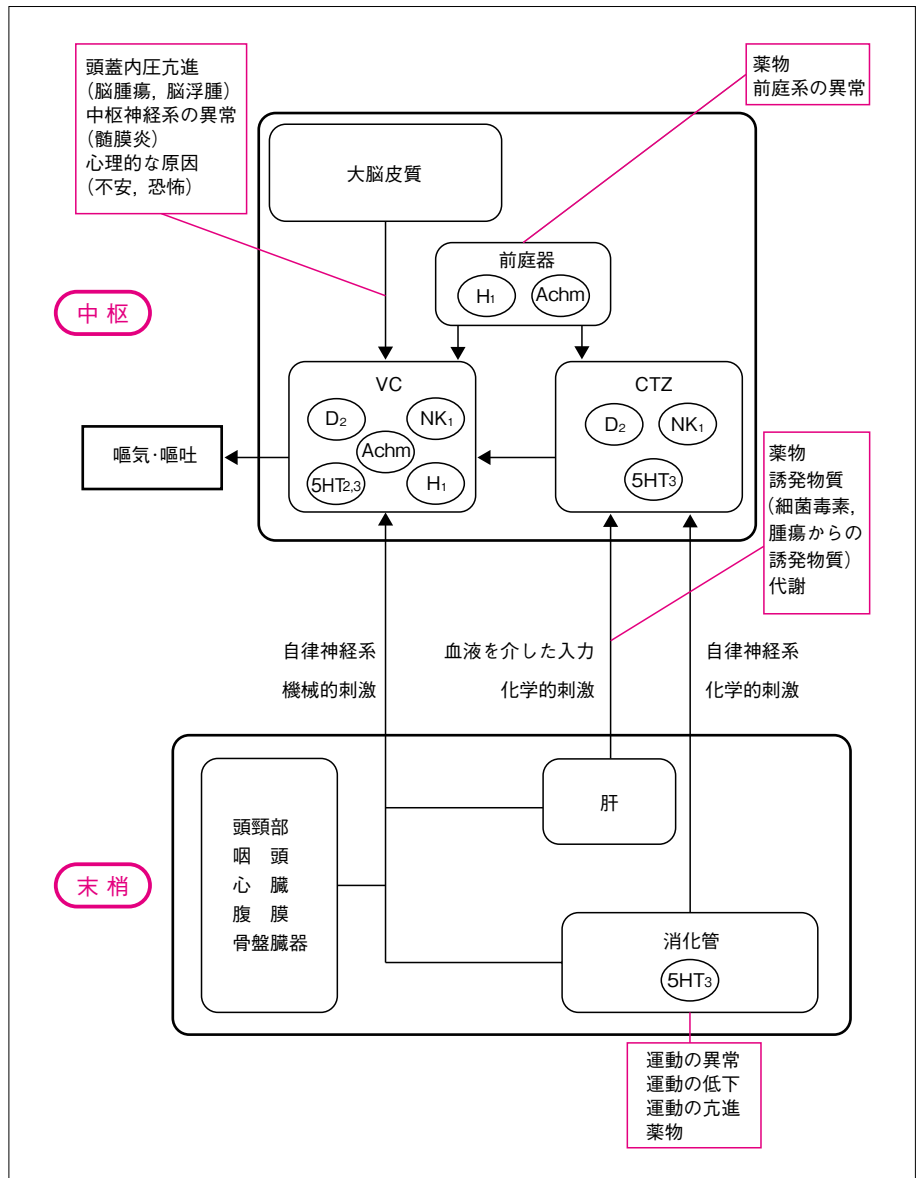 頭蓋内圧亢進
(脳腫瘍,脳浮腫)
中枢神経系の異常
(髄膜炎)
心理的な原因
(不安,恐怖)
薬物
前庭系の異常
大脳皮質
前庭器
H₁
Achm
中枢
VC
D₂
NK₁
Achm
5HT₂,₃
H₁
CTZ
D₂
NK₁
5HT₃
嘔気・嘔吐
薬物
誘発物質
(細菌毒素,
腫瘍からの
誘発物質)
代謝
自律神経系
機械的刺激
血液を介した入力
化学的刺激
自律神経系
化学的刺激
末梢
頭頸部
咽 頭
心 臓
腹 膜
骨盤臓器
肝
消化管
5HT₃
運動の異常
運動の低下
運動の亢進
薬物